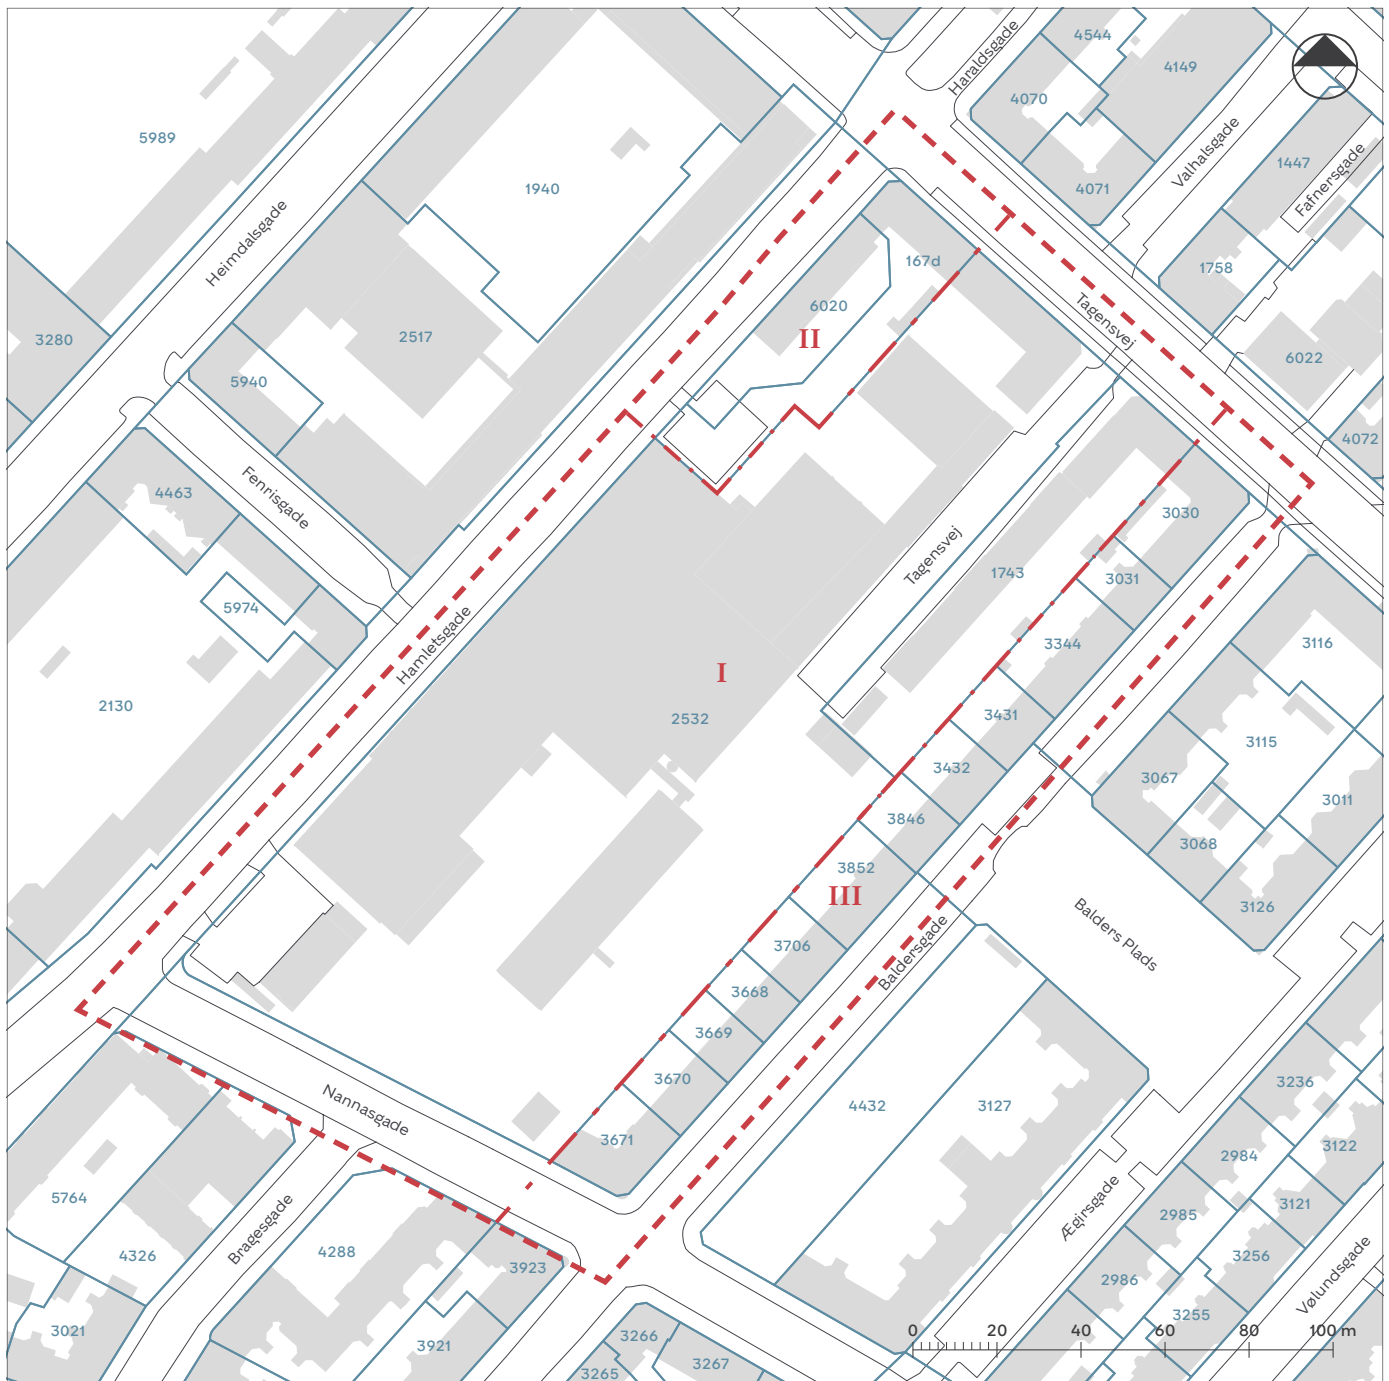 4544
Haraldsgade
4149
4070
Valhalsgade
5989
1447
Fafnersgade
1940
4071
Heimdalsgade
167d
1758
6020
Tagensvej
3280
2517
II
6022
5940
4072
4463
Fenrisgade
3030
Tagensvej
1743
3031
5974
Hamletsgade
3344
3116
I
2130
2532
3431
3115
3432
3067
3011
3846
3068
3852
III
3126
Baldersgade
Balders Plads
3706
3668
3669
3670
3236
Nannasgade
4432
3127
3671
3122
2984
5764
3121
Ægirsgade
2985
Bragesgade
4326
4288
3256
3923
Vølundsgade
2986
3255
3021
3921
3266
3267
3265
0 20 40 60 80 100 m